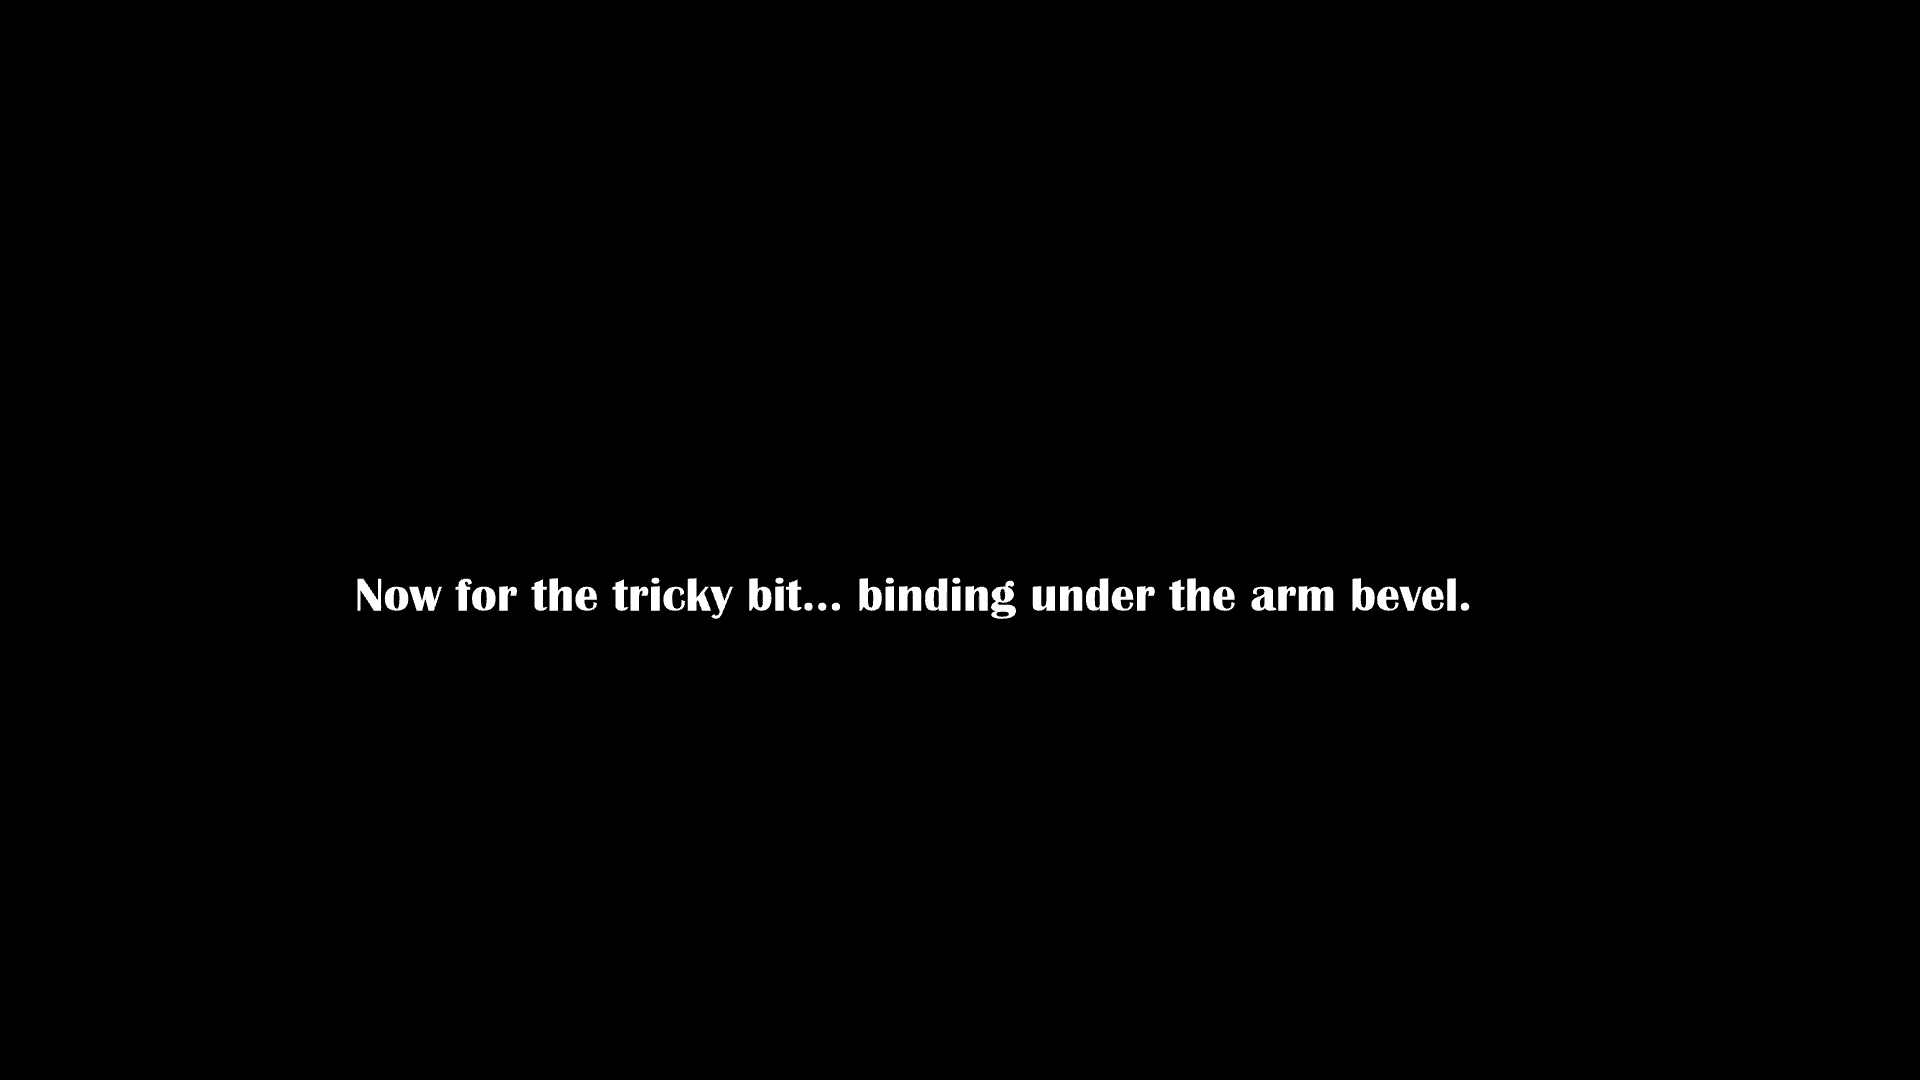 Now for the tricky bit... binding under the arm bevel.